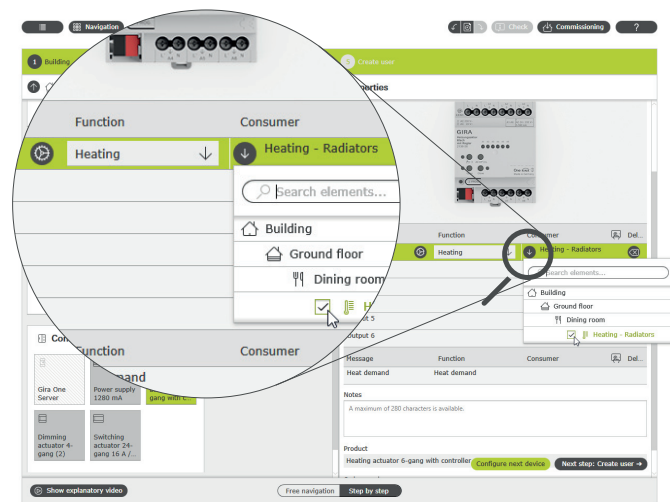 Navigation
Check
Commissioning
?
1 Building
Create user
Function
Consumer
Heating
Heating - Radiators
Search elements...
Building
Ground floor
Dining room
GIRA
Function
Consumer
Del...
Heating
Heating - Radiators
Search elements...
Building
Ground floor
Dining room
Heating - Radiators
Output 6
Message
Function
Consumer
Del...
Heat demand
Heat demand
Function
Consumer
Notes
A maximum of 280 characters is available.
Gira One
Server
Power supply
1280 mA
gang with c...
Dimming
actuator 4-
gang (2)
Switching
actuator 24-
gang 16 A /...
Product
Heating actuator 6-gang with controller
Configure next device
Next step: Create user →
Show explanatory video
Free navigation
Step by step